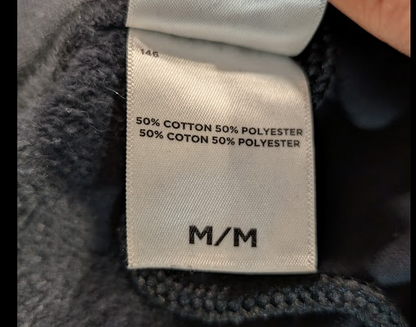 146
50% COTTON 50% POLYESTER
50% COTON 50% POLYESTER
M/M